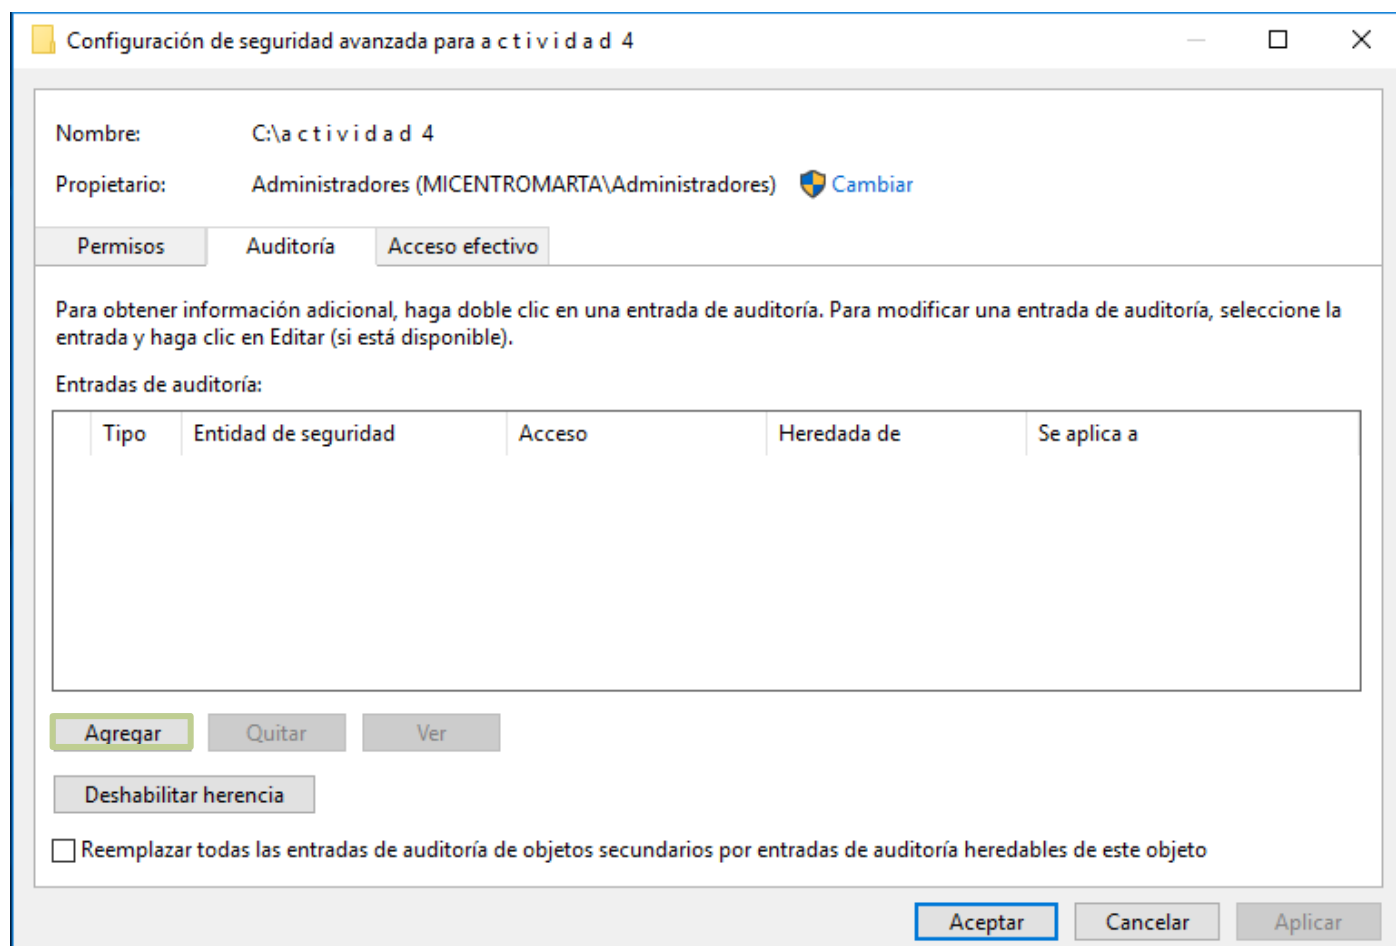 Configuración de seguridad avanzada para a c t i v i d a d 4
Nombre: C:\a c t i v i d a d 4
Propietario: Administradores (MICENTROMARTA\Administradores) Cambiar
Permisos Auditoría Acceso efectivo
Para obtener información adicional, haga doble clic en una entrada de auditoría. Para modificar una entrada de auditoría, seleccione la
entrada y haga clic en Editar (si está disponible).
Entradas de auditoría:
Tipo Entidad de seguridad Acceso Heredada de Se aplica a
Agregar Quitar Ver
Deshabilitar herencia
Reemplazar todas las entradas de auditoría de objetos secundarios por entradas de auditoría heredables de este objeto
Aceptar Cancelar Aplicar